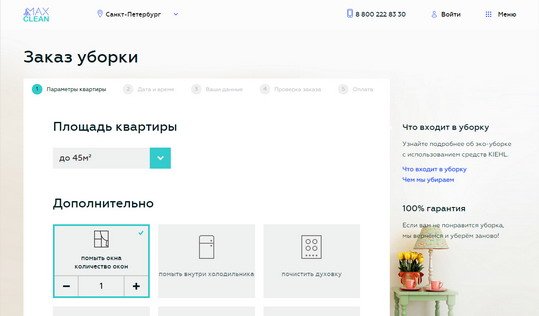 MAX
CLEAN
Санкт-Петербург
8 800 222 83 30
Войти
Меню
Заказ уборки
1 Параметры квартиры
2 Дата и время
3 Ваши данные
4 Проверка заказа
5 Оплата
Площадь квартиры
до 45м²
Дополнительно
помыть окна
количество окон
− 1 +
помыть внутри холодильника
почистить духовку
Что входит в уборку
Узнайте подробнее об эко-уборке
с использованием средств KIEHL.
Что входит в уборку
Чем мы убираем
100% гарантия
Если вам не понравится уборка,
мы вернёмся и уберём заново!